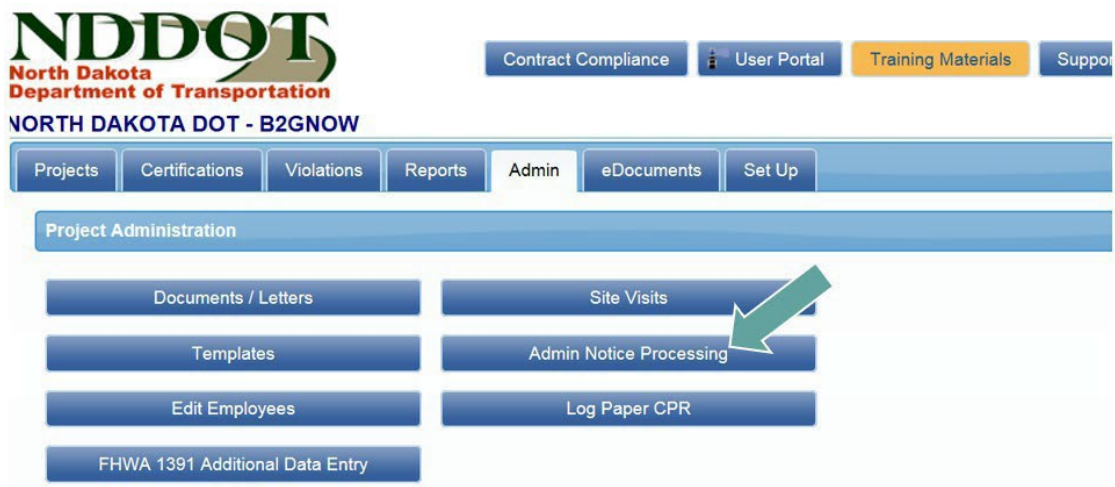 NDDOT
North Dakota
Department of Transportation
Contract Compliance User Portal Training Materials Suppor
NORTH DAKOTA DOT - B2GNOW
Projects Certifications Violations Reports Admin eDocuments Set Up
Project Administration
Documents / Letters Site Visits
Templates Admin Notice Processing
Edit Employees Log Paper CPR
FHWA 1391 Additional Data Entry